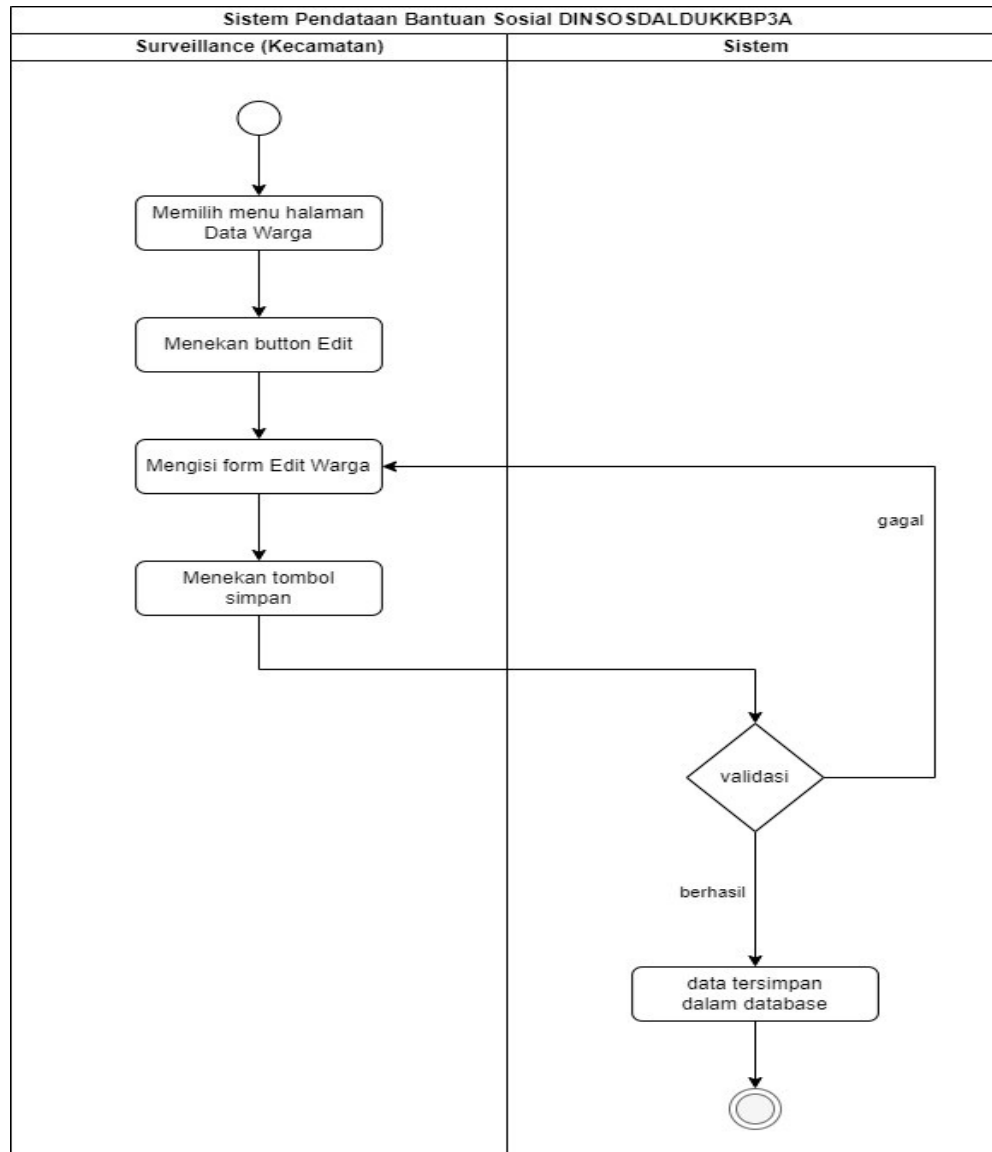 Sistem Pendataan Bantuan Sosial DINSOSDALDUKKBP3A
Surveillance (Kecamatan)
Sistem
Memilih menu halaman
Data Warga
Menekan button Edit
Mengisi form Edit Warga
gagal
Menekan tombol
simpan
validasi
berhasil
data tersimpan
dalam database